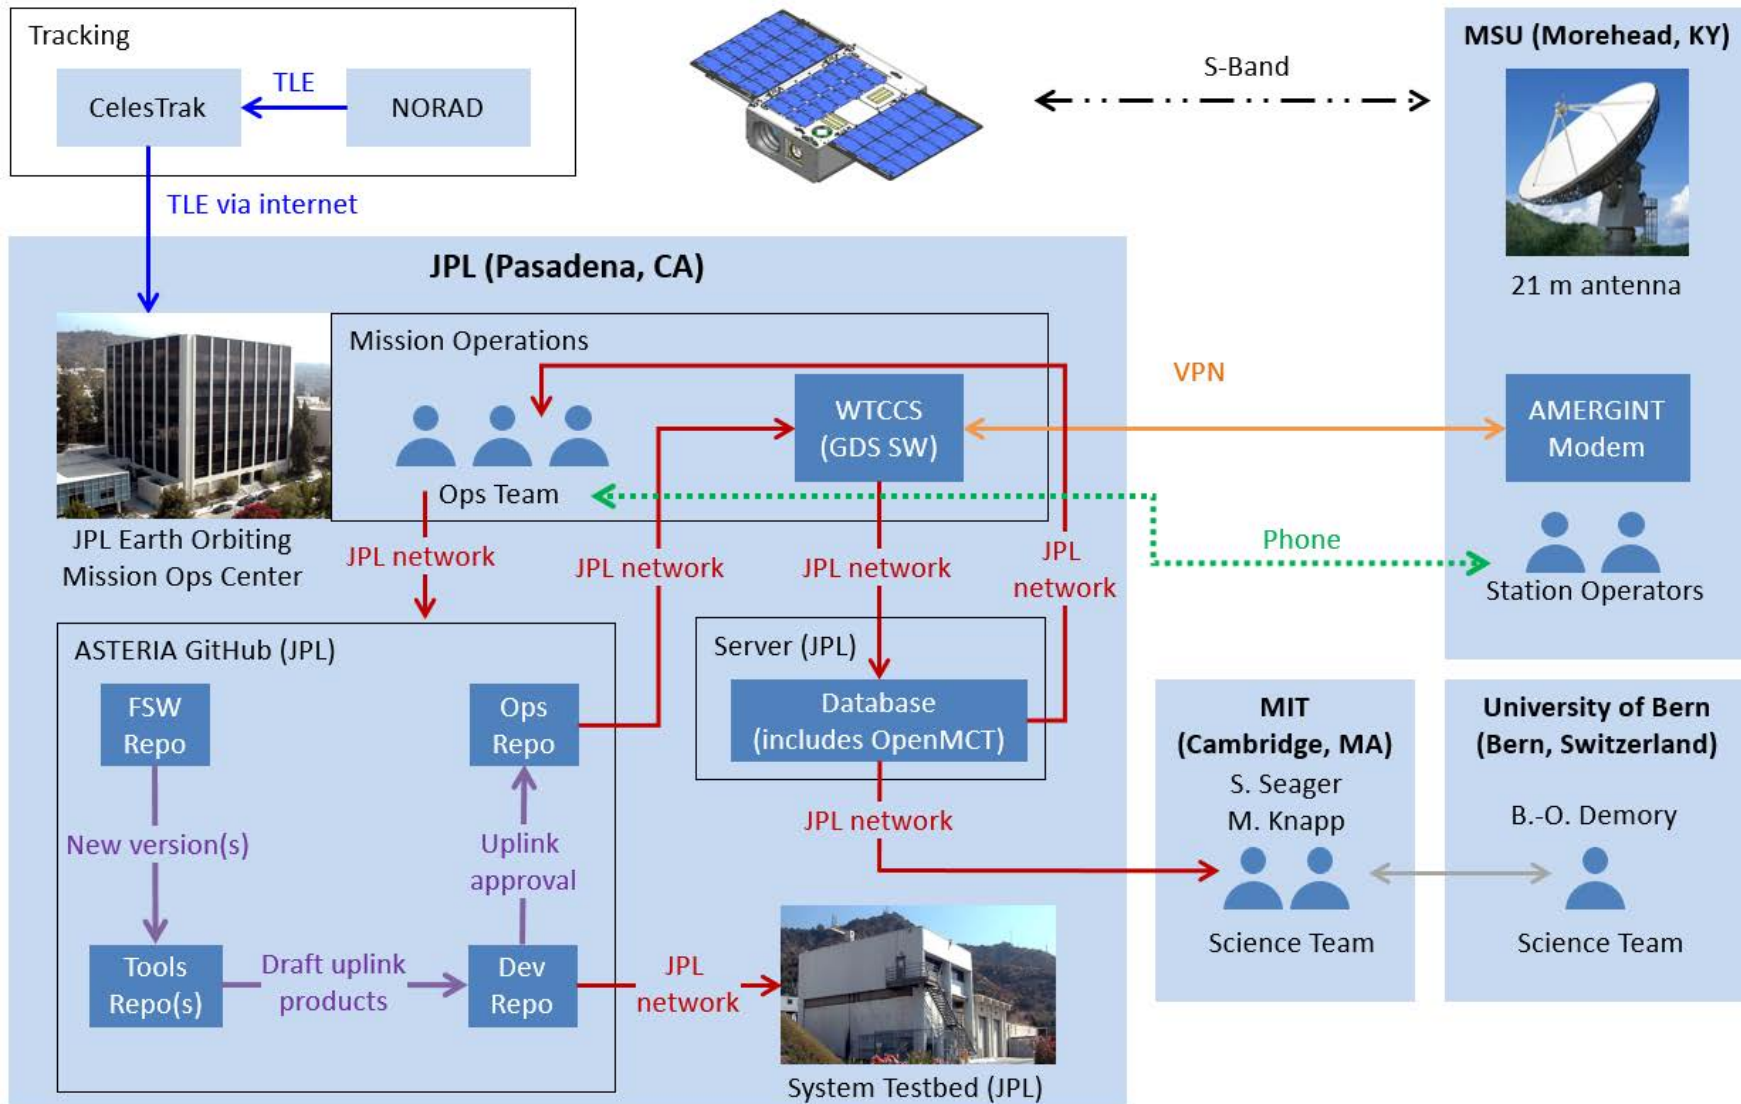 Tracking
CelesTrak
TLE
NORAD
TLE via internet
S-Band
MSU (Morehead, KY)
21 m antenna
JPL (Pasadena, CA)
Mission Operations
Ops Team
WTCCS
(GDS SW)
VPN
AMERGINT
Modem
Phone
Station Operators
JPL Earth Orbiting
Mission Ops Center
JPL network
JPL network
JPL network
JPL
network
ASTERIA GitHub (JPL)
FSW
Repo
Ops
Repo
New version(s)
Uplink
approval
Tools
Repo(s)
Draft uplink
products
Dev
Repo
JPL
network
Server (JPL)
Database
(includes OpenMCT)
JPL network
System Testbed (JPL)
MIT
(Cambridge, MA)
S. Seager
M. Knapp
Science Team
University of Bern
(Bern, Switzerland)
B.-O. Demory
Science Team